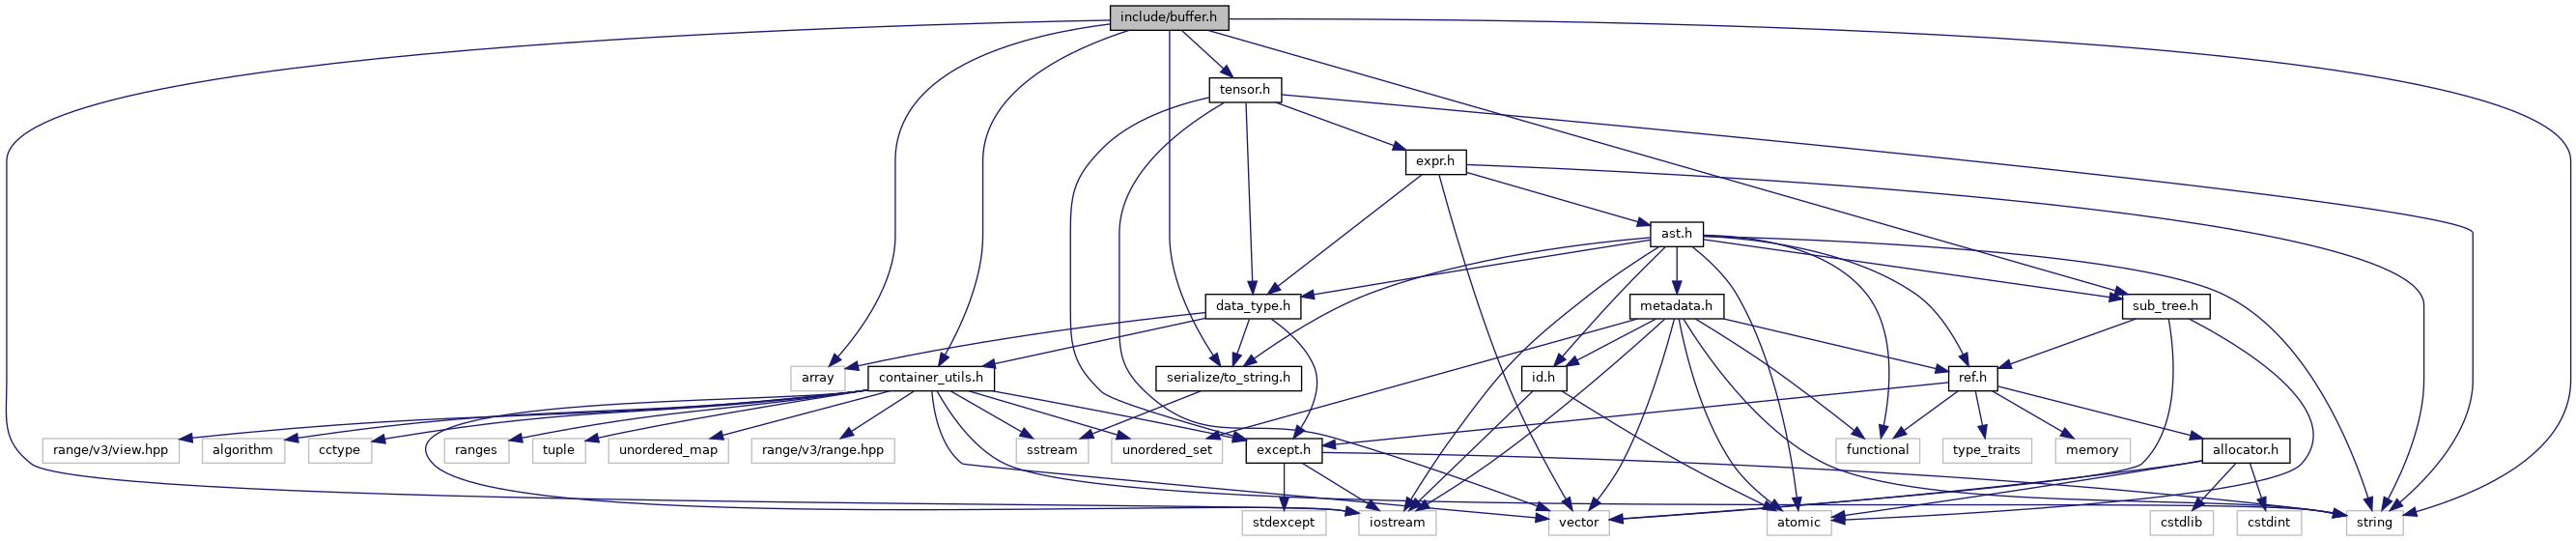 include/buffer.h
tensor.h
expr.h
ast.h
data_type.h
metadata.h
sub_tree.h
array
container_utils.h
serialize/to_string.h
id.h
ref.h
range/v3/view.hpp
algorithm
cctype
ranges
tuple
unordered_map
range/v3/range.hpp
sstream
unordered_set
except.h
functional
type_traits
memory
allocator.h
stdexcept
iostream
vector
atomic
cstdlib
cstdint
string